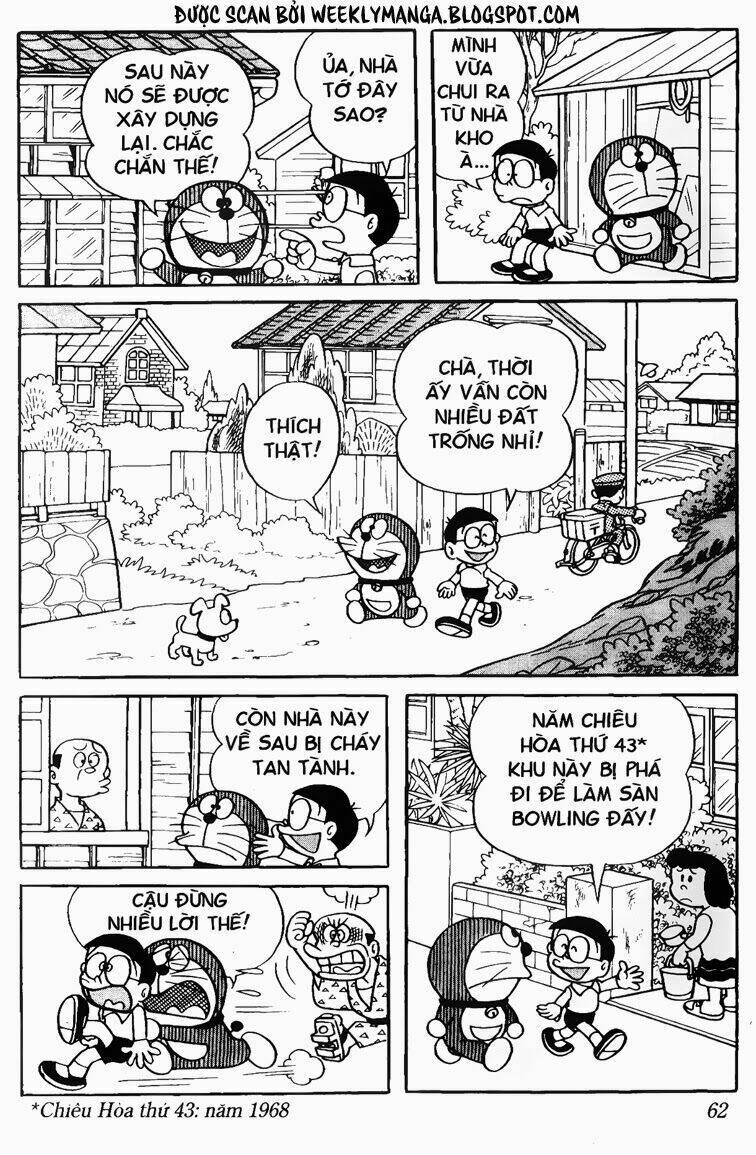 ĐƯỢC SCAN BỞI WEEKLYMANGA.BLOGSPOT.COM
MÌNH
VỪA
CHUI RA
TỪ NHÀ
KHO
À...
ỦA, NHÀ
TỚ ĐÂY
SAO?
SAU NÀY
NÓ SẼ ĐƯỢC
XÂY DỰNG
LẠI. CHẮC
CHẮN THẾ!
CHÀ, THỜI
ẤY VẪN CÒN
NHIỀU ĐẤT
TRỐNG NHỈ!
THÍCH
THẬT!
NĂM CHIÊU
HÒA THỨ 43*
KHU NÀY BỊ PHÁ
ĐI ĐỂ LÀM SÀN
BOWLING ĐẤY!
CÒN NHÀ NÀY
VỀ SAU BỊ CHÁY
TAN TÀNH.
CẬU ĐỪNG
NHIỀU LỜI THẾ!
*Chiêu Hòa thứ 43: năm 1968
62